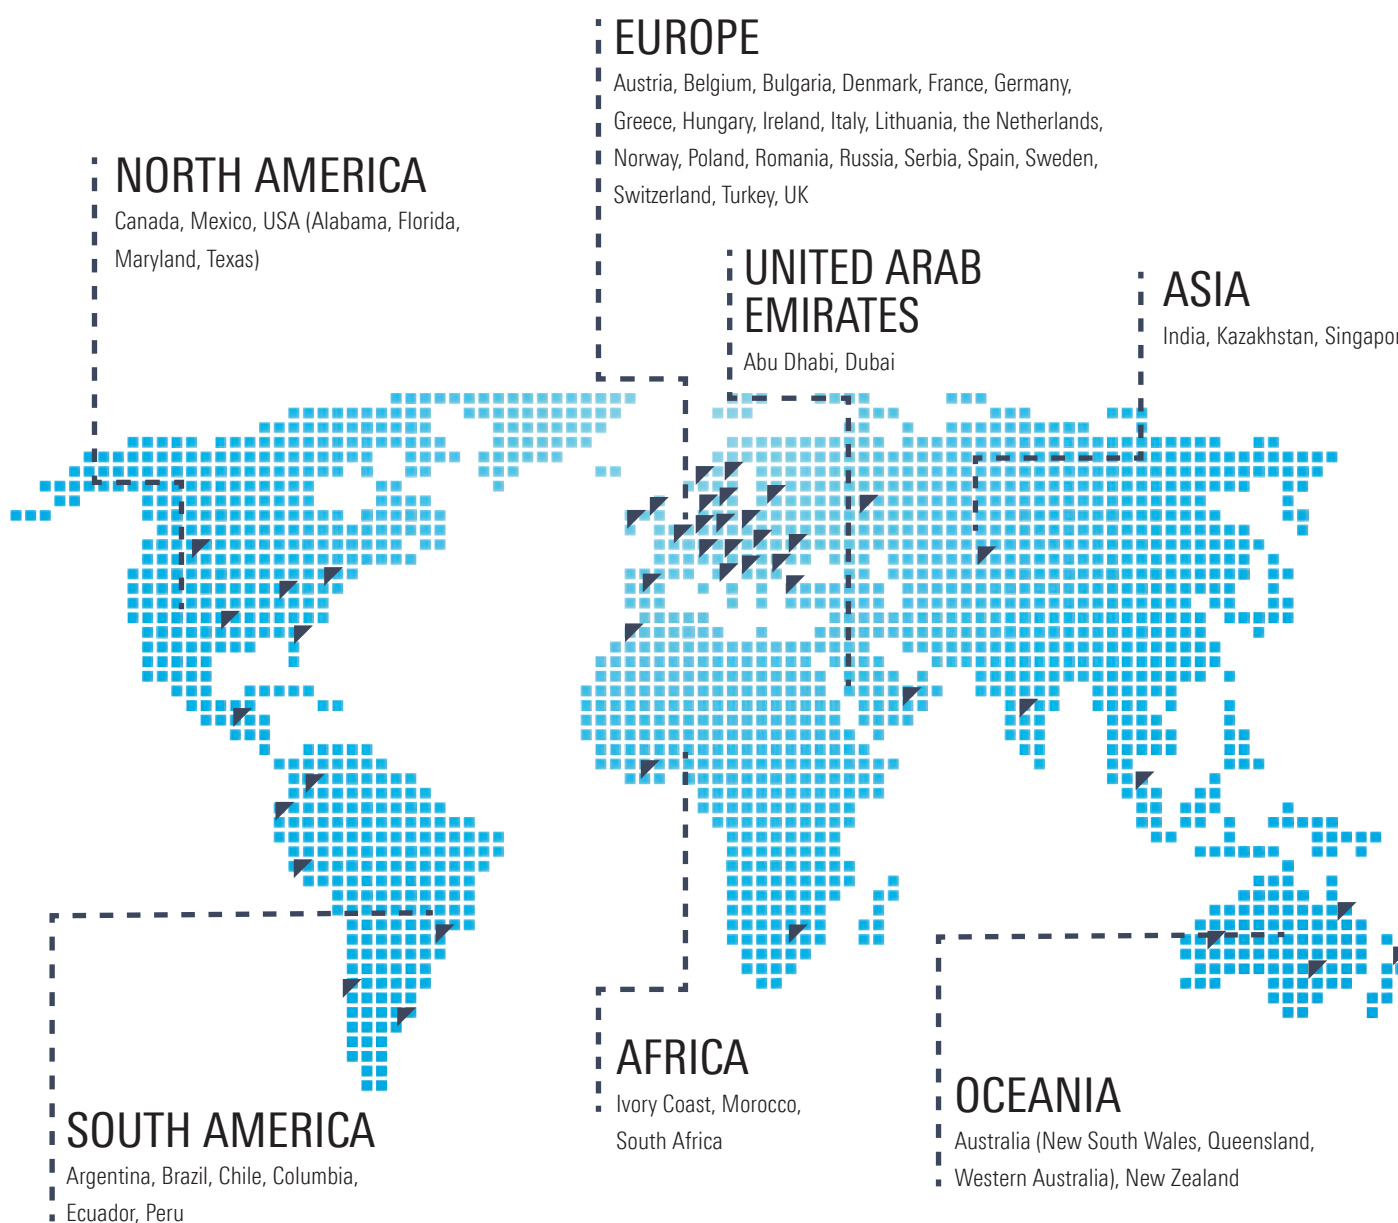 EUROPE
Austria, Belgium, Bulgaria, Denmark, France, Germany,
Greece, Hungary, Ireland, Italy, Lithuania, the Netherlands,
Norway, Poland, Romania, Russia, Serbia, Spain, Sweden,
Switzerland, Turkey, UK
NORTH AMERICA
Canada, Mexico, USA (Alabama, Florida,
Maryland, Texas)
UNITED ARAB
EMIRATES
Abu Dhabi, Dubai
ASIA
India, Kazakhstan,
AFRICA
Ivory Coast, Morocco,
South Africa
OCEANIA
Australia (New South Wales, Queensland,
Western Australia), New Zealand
SOUTH AMERICA
Argentina, Brazil, Chile, Columbia,
Ecuador, Peru